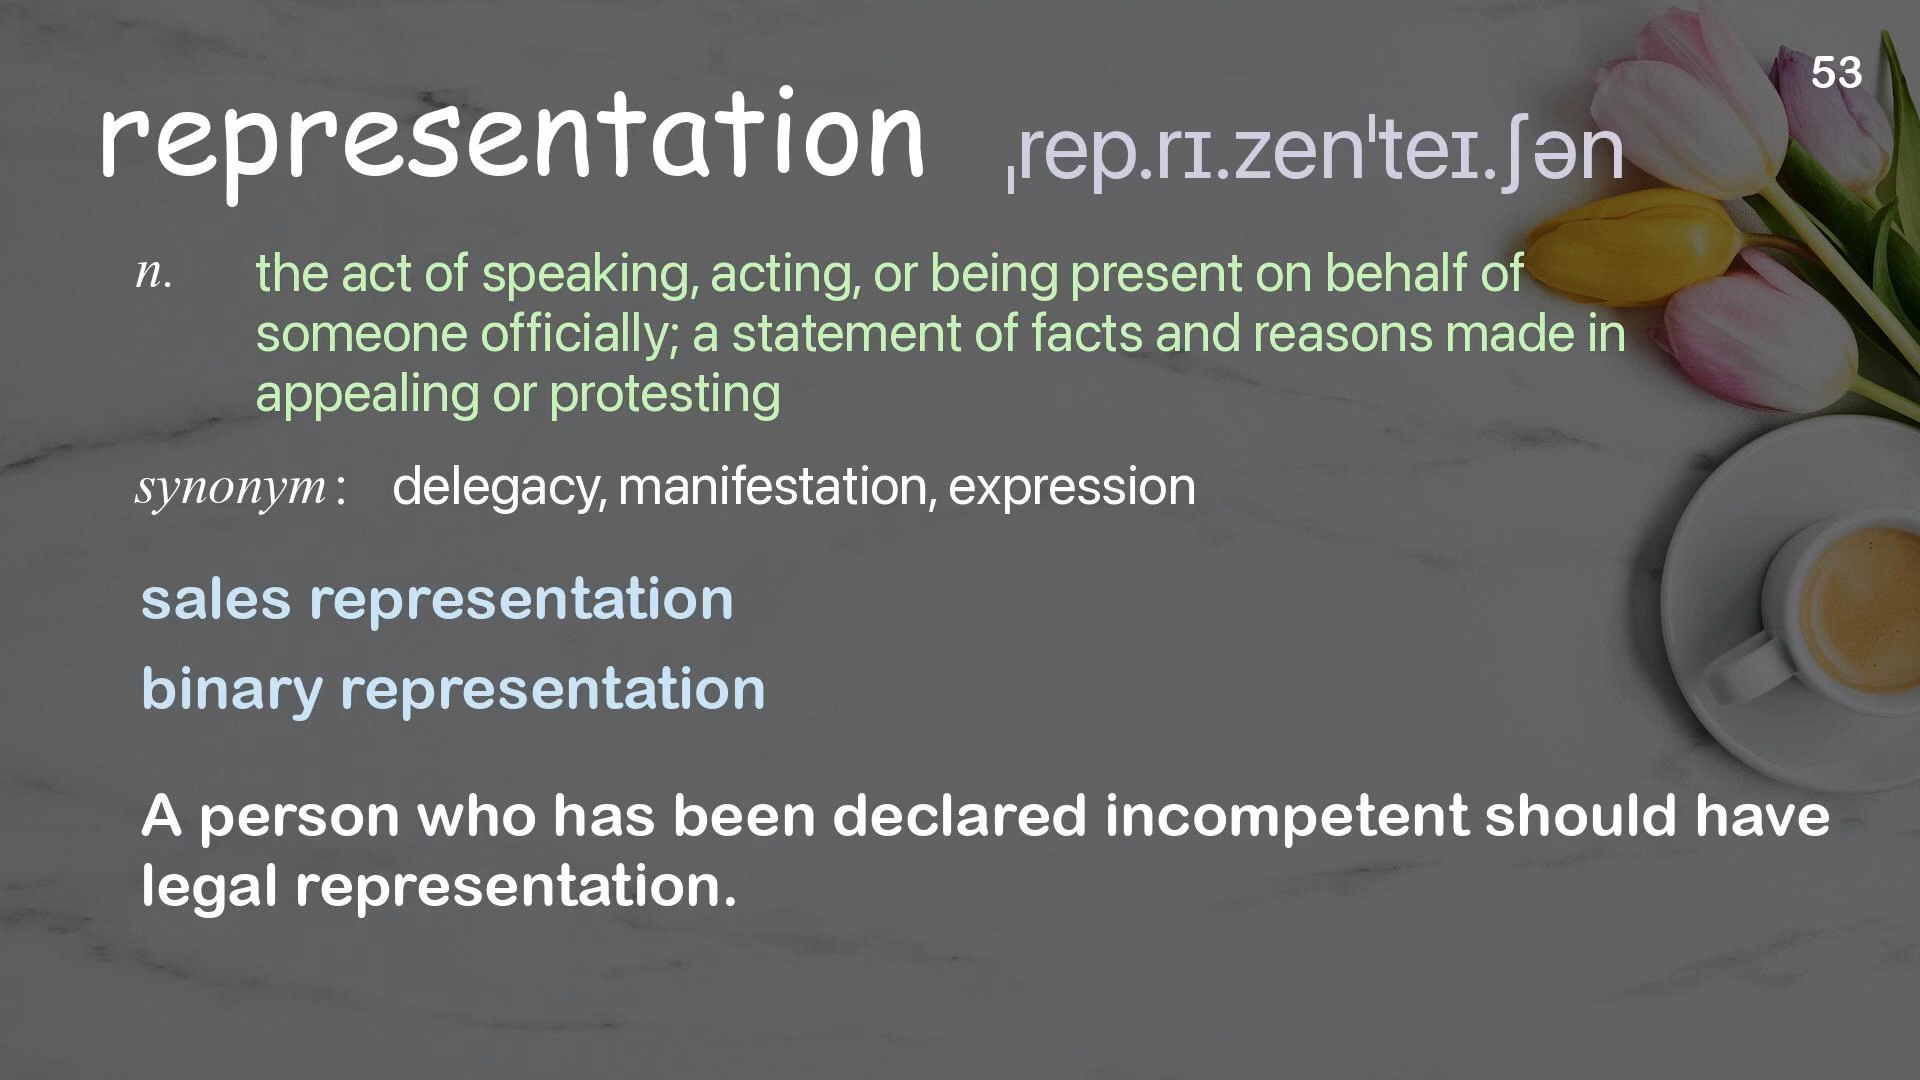 53
representation ˌrep.rɪ.zenˈteɪ.ʃən
n. the act of speaking, acting, or being present on behalf of
someone officially; a statement of facts and reasons made in
appealing or protesting
synonym: delegacy, manifestation, expression
sales representation
binary representation
A person who has been declared incompetent should have
legal representation.